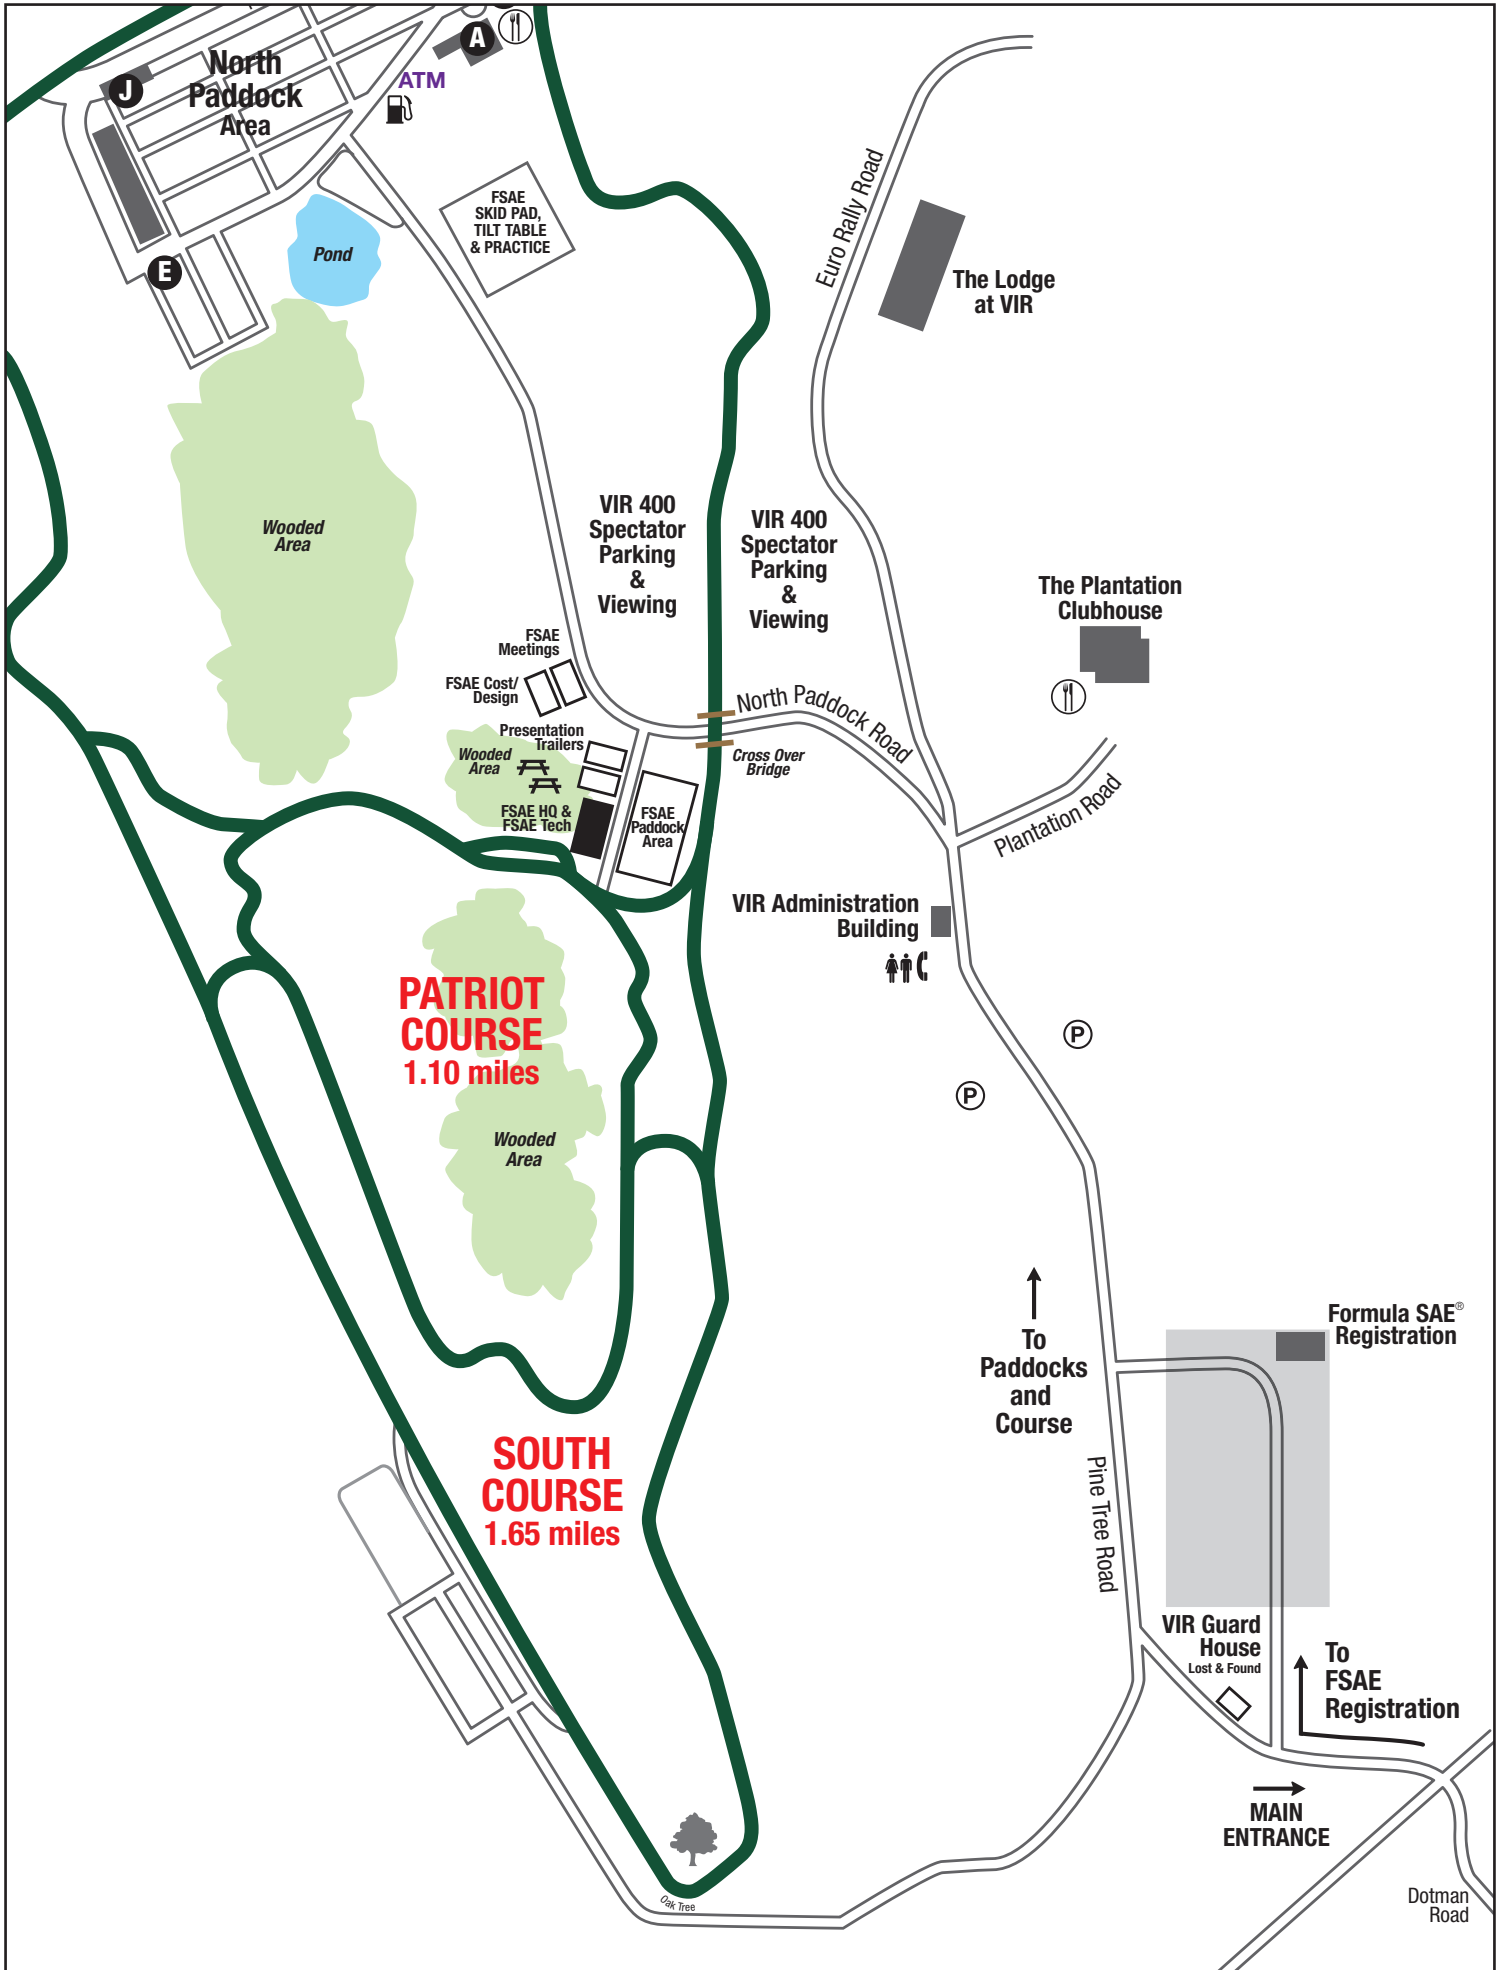 A
J
North
Paddock
Area
ATM
FSAE
SKID PAD,
TILT TABLE
& PRACTICE
Euro Rally Road
Pond
E
The Lodge
at VIR
VIR 400
Spectator
Parking
&
Viewing
VIR 400
Spectator
Parking
&
Viewing
Wooded
Area
The Plantation
Clubhouse
FSAE
Meetings
FSAE Cost/
Design
North Paddock Road
Presentation
Trailers
Wooded
Area
Cross Over
Bridge
FSAE HQ &
FSAE Tech
FSAE
Paddock
Area
Plantation Road
VIR Administration
Building
PATRIOT
COURSE
1.10 miles
P
P
Wooded
Area
To
Paddocks
and
Course
Formula SAE®
Registration
SOUTH
COURSE
1.65 miles
Pine Tree Road
VIR Guard
House
Lost & Found
To
FSAE
Registration
MAIN
ENTRANCE
Oak Tree
Dotman
Road